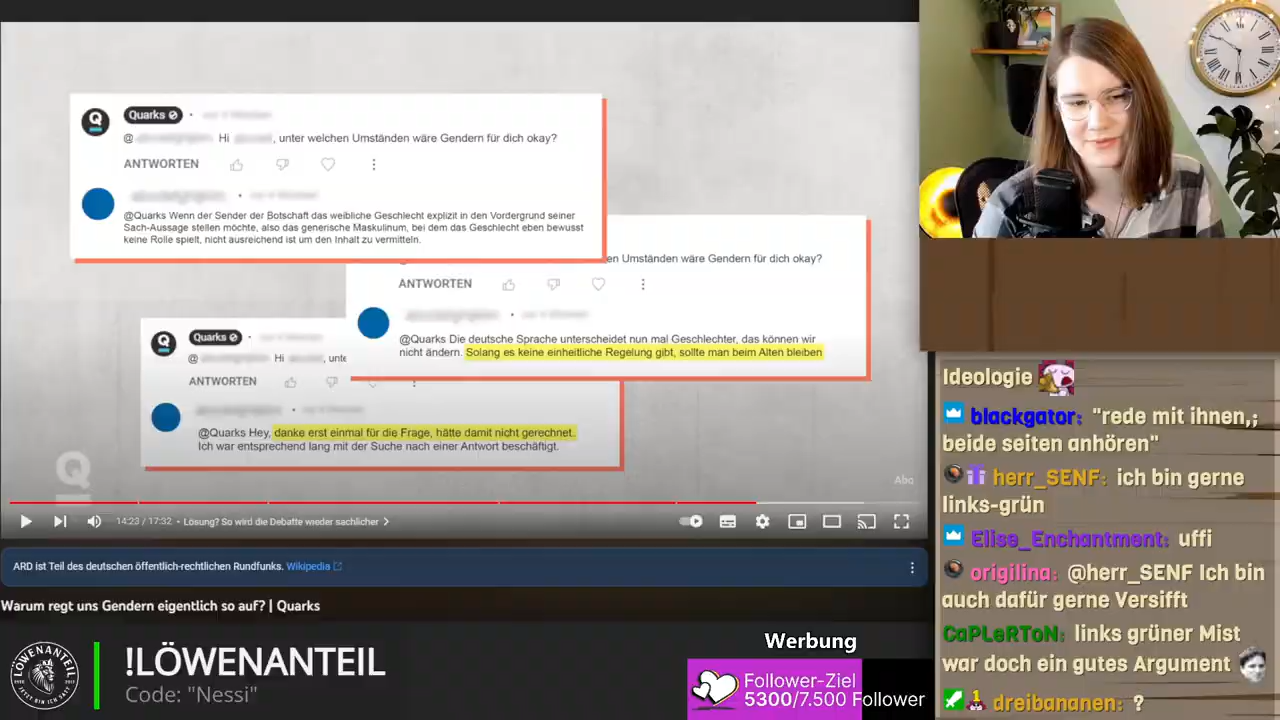 Quarks
@ Hi , unter welchen Umständen wäre Gendern für dich okay?
ANTWORTEN
@Quarks Wenn der Sender der Botschaft das weibliche Geschlecht explizit in den Vordergrund seiner
Sach-Aussage stellen möchte, also das generische Maskulinum, bei dem das Geschlecht eben bewusst
keine Rolle spielt, nicht ausreichend ist um den Inhalt zu vermitteln.
en Umständen wäre Gendern für dich okay?
ANTWORTEN
@Quarks Die deutsche Sprache unterscheidet nun mal Geschlechter, das können wir
nicht ändern. Solang es keine einheitliche Regelung gibt, sollte man beim Alten bleiben
Quarks
@ Hi , unte
ANTWORTEN
@Quarks Hey, danke erst einmal für die Frage, hätte damit nicht gerechnet.
Ich war entsprechend lang mit der Suche nach einer Antwort beschäftigt.
Q
Abo
14:23 / 17:32 • Lösung? So wird die Debatte wieder sachlicher >
ARD ist Teil des deutschen öffentlich-rechtlichen Rundfunks. Wikipedia
Warum regt uns Gendern eigentlich so auf? | Quarks
LÖWENANTEIL
!LÖWENANTEIL
Code: "Nessi"
Werbung
Follower-Ziel
5300/7.500 Follower
Ideologie
blackgator: "rede mit ihnen,;
beide seiten anhören"
herr_SENF: ich bin gerne
links-grün
Elise_Enchantment: uffi
origilina: @herr_SENF Ich bin
auch dafür gerne Versifft
CaPLeRToN: links grüner Mist
war doch ein gutes Argument
dreibananen: ?